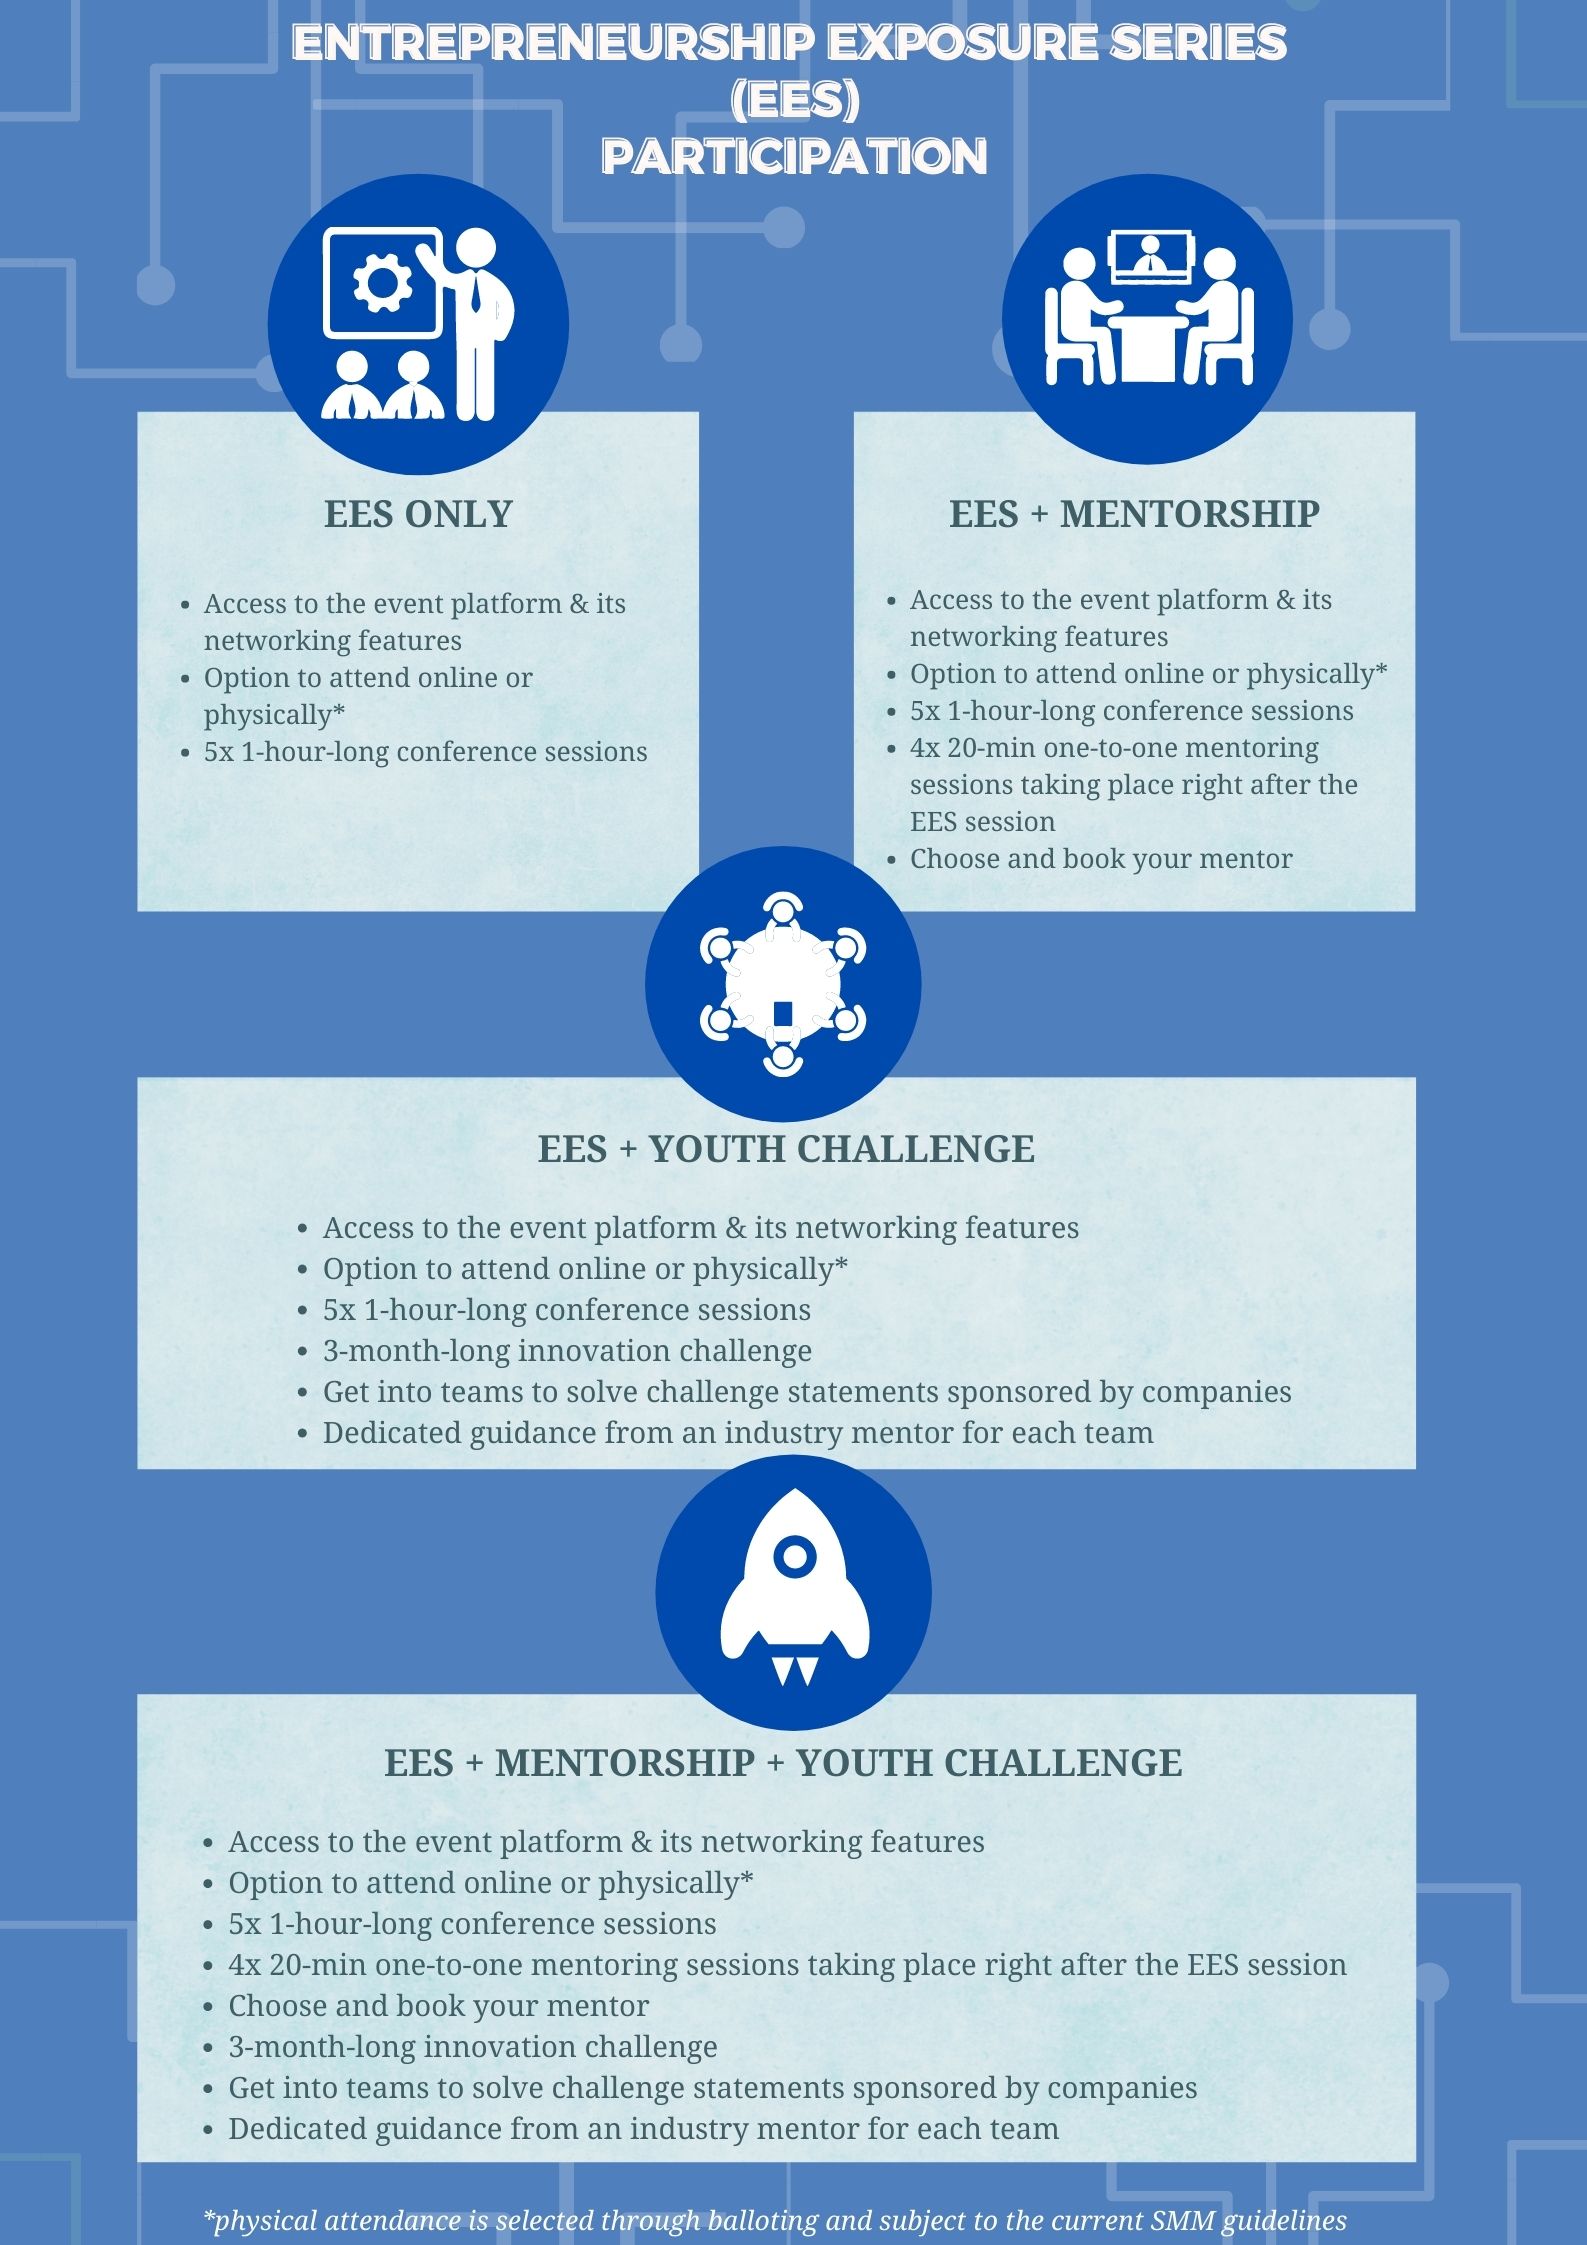 ENTREPRENEURSHIP EXPOSURE SERIES
(EES)
PARTICIPATION
EES ONLY
• Access to the event platform & its
networking features
• Option to attend online or
physically*
• 5x 1-hour-long conference sessions
EES + MENTORSHIP
• Access to the event platform & its
networking features
• Option to attend online or physically*
• 5x 1-hour-long conference sessions
• 4x 20-min one-to-one mentoring
sessions taking place right after the
EES session
• Choose and book your mentor
EES + YOUTH CHALLENGE
• Access to the event platform & its networking features
• Option to attend online or physically*
• 5x 1-hour-long conference sessions
• 3-month-long innovation challenge
• Get into teams to solve challenge statements sponsored by companies
• Dedicated guidance from an industry mentor for each team
EES + MENTORSHIP + YOUTH CHALLENGE
• Access to the event platform & its networking features
• Option to attend online or physically*
• 5x 1-hour-long conference sessions
• 4x 20-min one-to-one mentoring sessions taking place right after the EES session
• Choose and book your mentor
• 3-month-long innovation challenge
• Get into teams to solve challenge statements sponsored by companies
• Dedicated guidance from an industry mentor for each team
*physical attendance is selected through balloting and subject to the current SMM guidelines